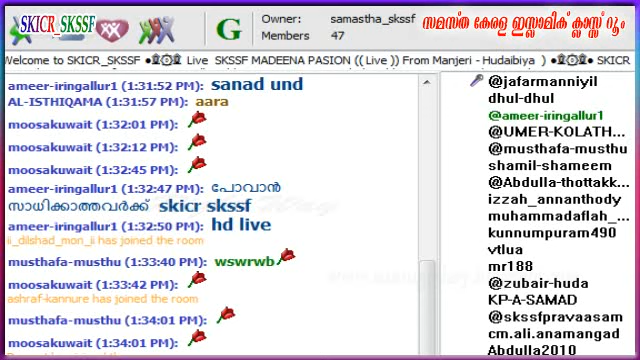 SKICR_SKSSF
G
Owner: samastha_skssf
Members 47
സമസ്ത കേരള ഇസ്ലാമിക് ക്ലാസ്സ് റൂം
Welcome to SKICR_SKSSF Live SKSSF MADEENA PASION (( Live )) From Manjeri - Hudaibiya ) SKICR_SKSSF
ameer-iringallur1 (1:31:52 PM): sanad und
AL-ISTHIQAMA (1:31:57 PM): aara
moosakuwait (1:32:01 PM):
moosakuwait (1:32:12 PM):
moosakuwait (1:32:45 PM):
ameer-iringallur1 (1:32:47 PM): പോവാൻ
സാധിക്കാത്തവർക്ക് skicr skssf
ameer-iringallur1 (1:32:50 PM): hd live
ii_dilshad_mon_ii has joined the room
musthafa-musthu (1:33:40 PM): wswrwb
moosakuwait (1:33:42 PM):
ashraf-kannure has joined the room
musthafa-musthu (1:34:01 PM):
moosakuwait (1:34:01 PM):
@jafarmanniyil
dhul-dhul
@ameer-iringallur1
@UMER-KOLATH...
@musthafa-musthu
shamil-shameem
@Abdulla-thottakk...
izzah_ananthody
muhammadaflah_...
kunnumpuram490
vtlua
mr188
@zubair-huda
KP-A-SAMAD
@skssfpravaasam
cm.ali.anamangad
Abdulla2010